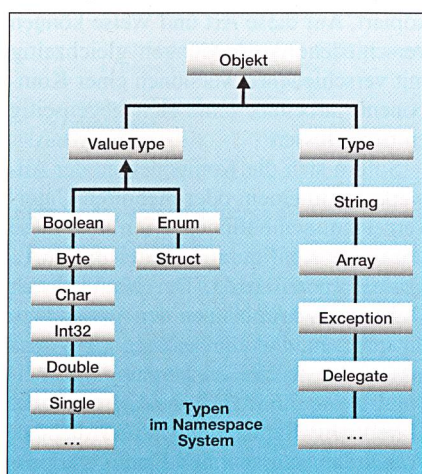 Objekt
ValueType
Type
Boolean
Byte
Char
Int32
Double
Single
...
Enum
Struct
String
Array
Exception
Delegate
...
Typen
im Namespace
System